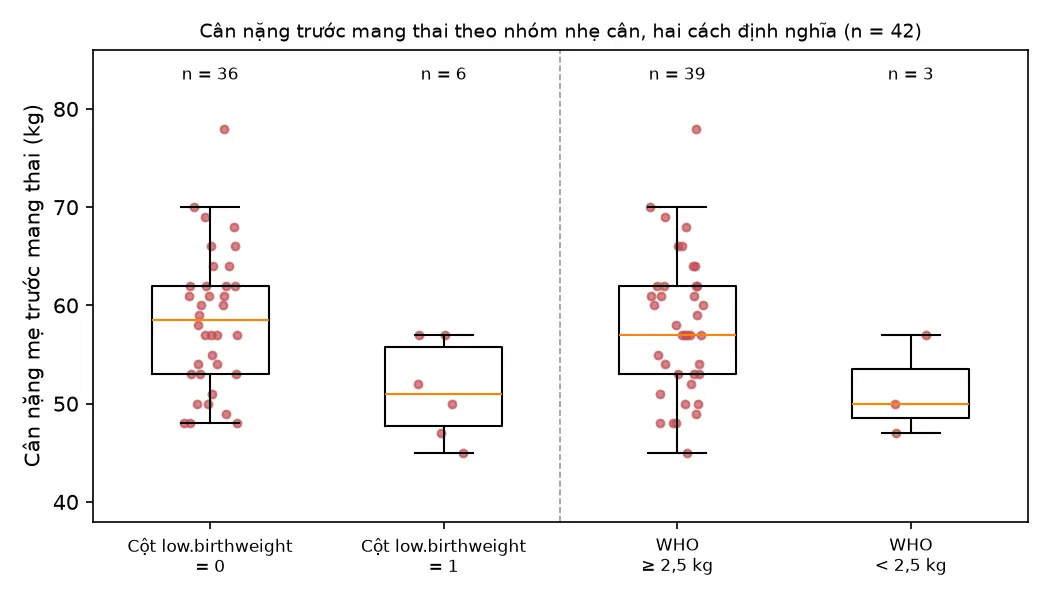 Cân nặng trước mang thai theo nhóm nhẹ cân, hai cách định nghĩa (n = 42)
n = 36
n = 6
n = 39
n = 3
Cân nặng mẹ trước mang thai (kg)
80
70
60
50
40
Cột low.birthweight
= 0
Cột low.birthweight
= 1
WHO
≥ 2,5 kg
WHO
< 2,5 kg